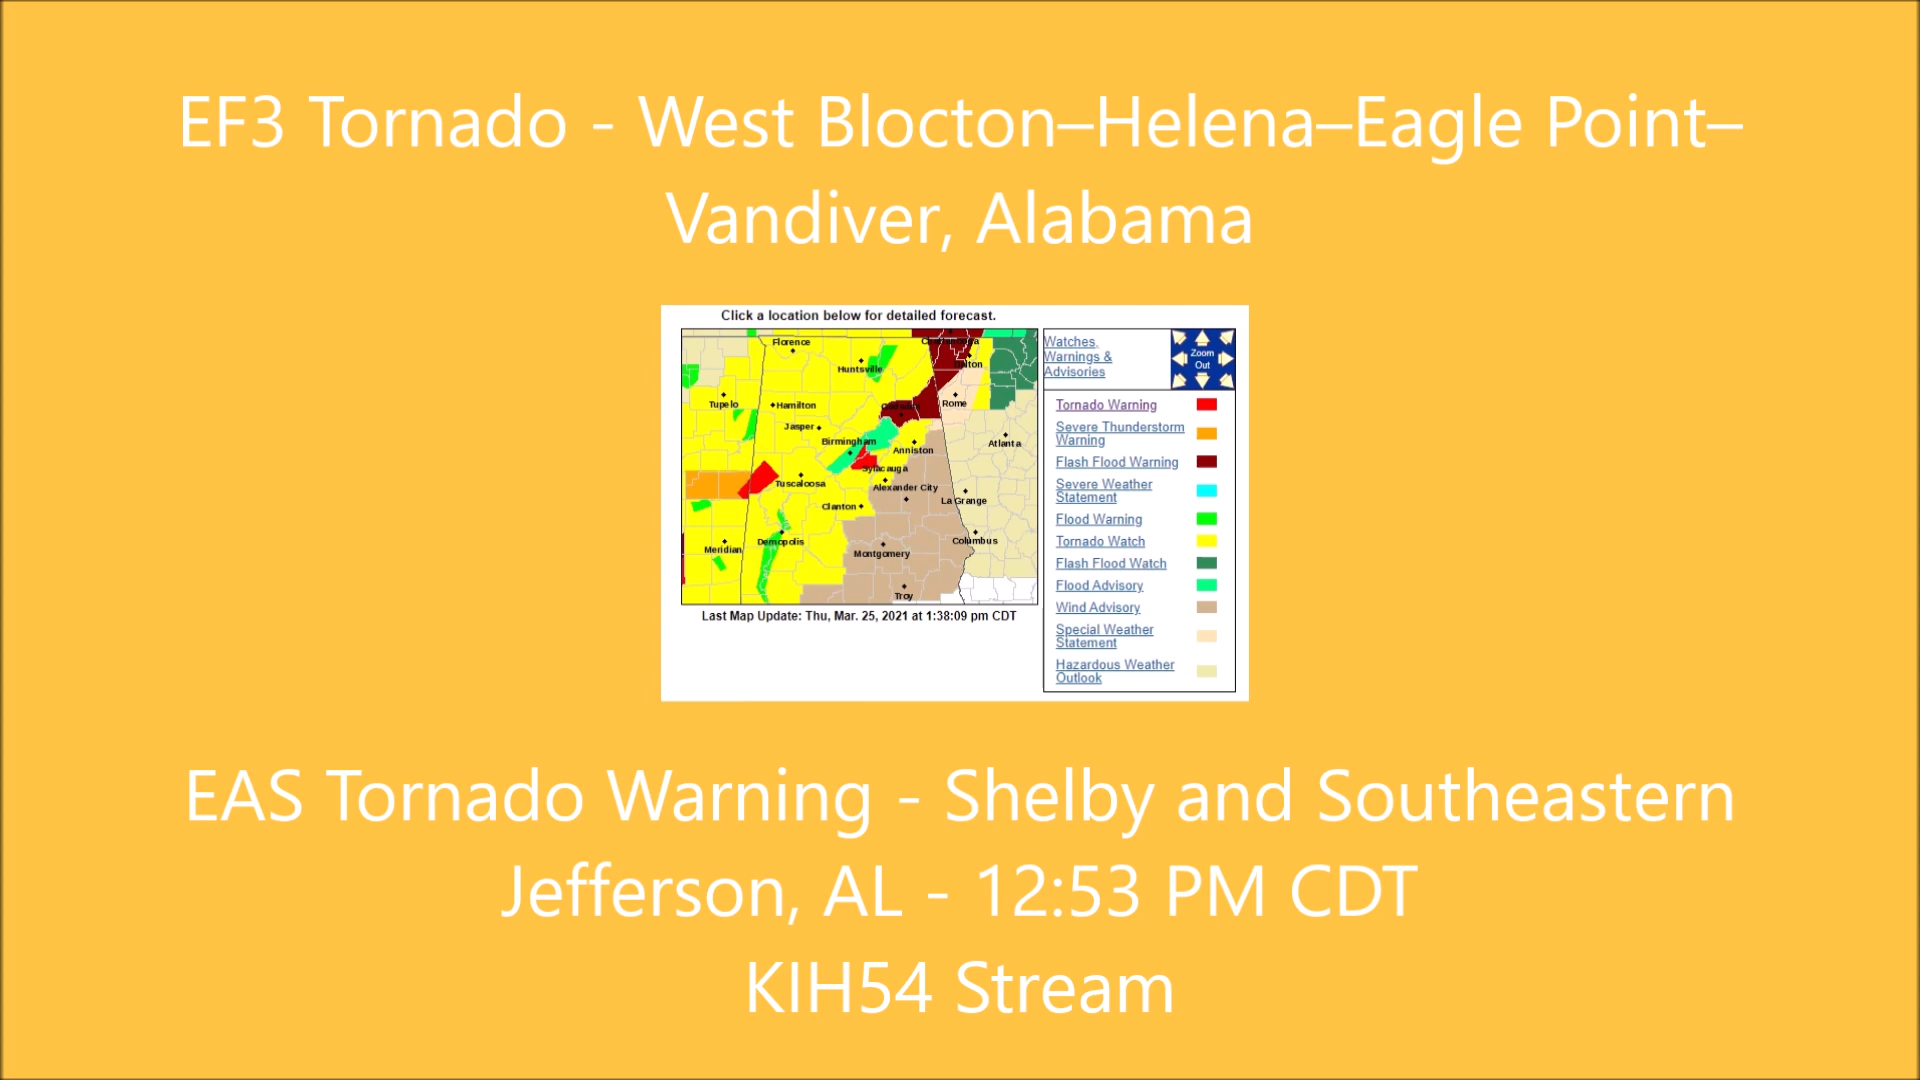 EF3 Tornado - West Blocton–Helena–Eagle Point–
Vandiver, Alabama
Click a location below for detailed forecast.
Florence
Huntsville
Dalton
Tupelo
Hamilton
Rome
Jasper
Birmingham
Anniston
Atlanta
Sylacauga
Tuscaloosa
Alexander City
La Grange
Clanton
Meridian
Demopolis
Columbus
Montgomery
Troy
Last Map Update: Thu, Mar. 25, 2021 at 1:38:09 pm CDT
Watches,
Warnings &
Advisories
Zoom
Out
Tornado Warning
Severe Thunderstorm
Warning
Flash Flood Warning
Severe Weather
Statement
Flood Warning
Tornado Watch
Flash Flood Watch
Flood Advisory
Wind Advisory
Special Weather
Statement
Hazardous Weather
Outlook
EAS Tornado Warning - Shelby and Southeastern
Jefferson, AL - 12:53 PM CDT
KIH54 Stream